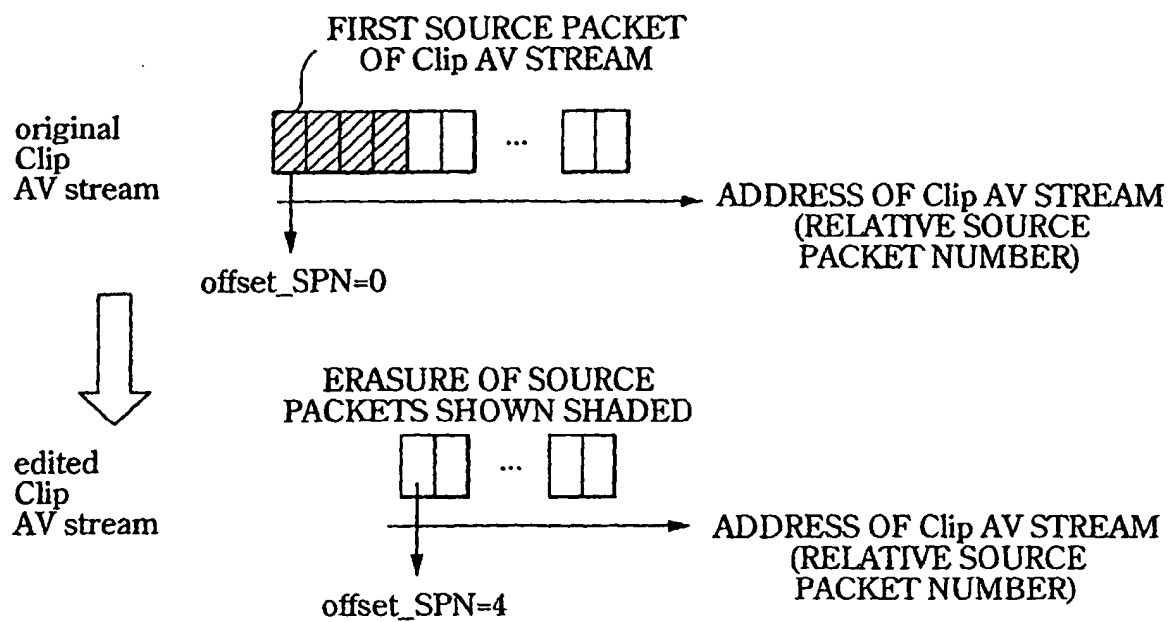 FIRST SOURCE PACKET
OF Clip AV STREAM
original
Clip
AV stream
...
ADDRESS OF Clip AV STREAM
(RELATIVE SOURCE
PACKET NUMBER)
offset_SPN=0
ERASURE OF SOURCE
PACKETS SHOWN SHADED
edited
Clip
AV stream
...
ADDRESS OF Clip AV STREAM
(RELATIVE SOURCE
PACKET NUMBER)
offset_SPN=4